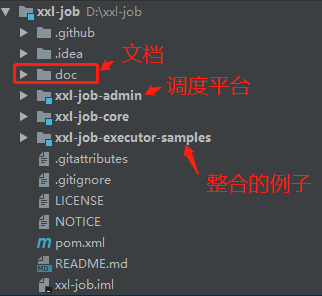 xxl-job D:\xxl-job
.github
.idea
doc
文档
xxl-job-admin
调度平台
xxl-job-core
xxl-job-executor-samples
整合的例子
.gitattributes
.gitignore
LICENSE
NOTICE
pom.xml
README.md
xxl-job.iml